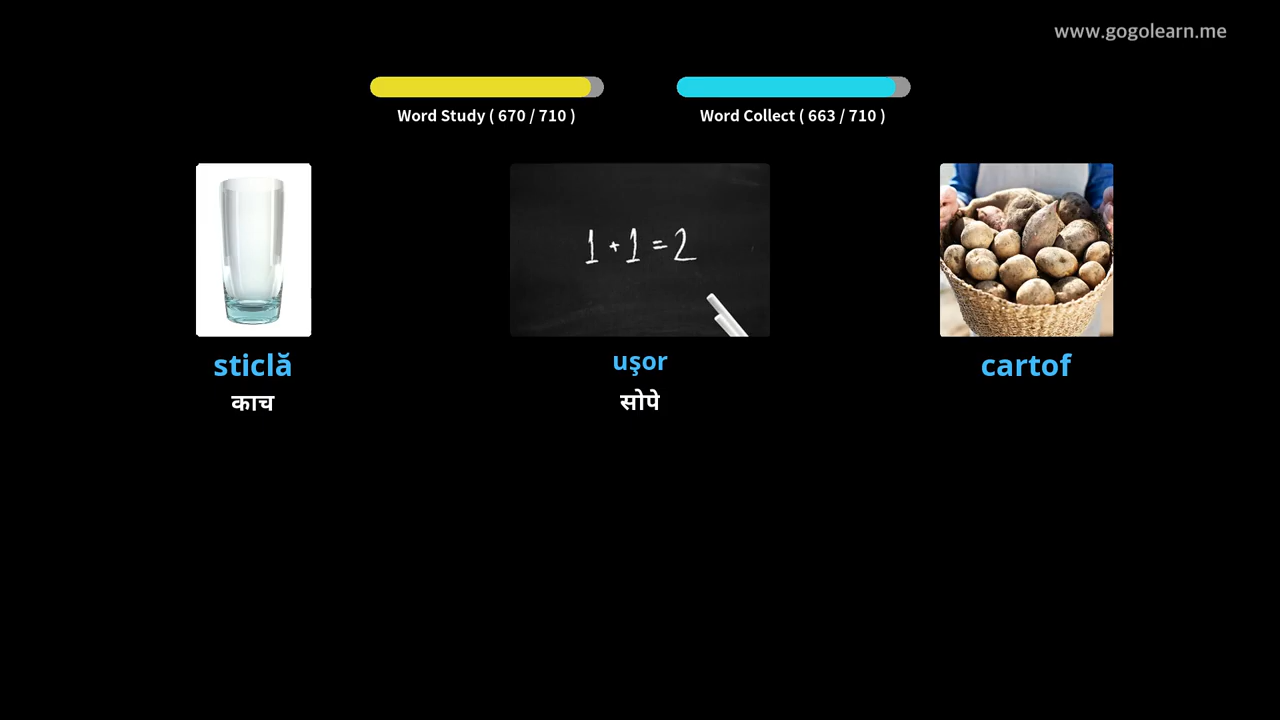 www.gogolearn.me
Word Study ( 670 / 710 )
Word Collect ( 663 / 710 )
1 + 1 = 2
sticlă
uşor
cartof
काच
सोपे